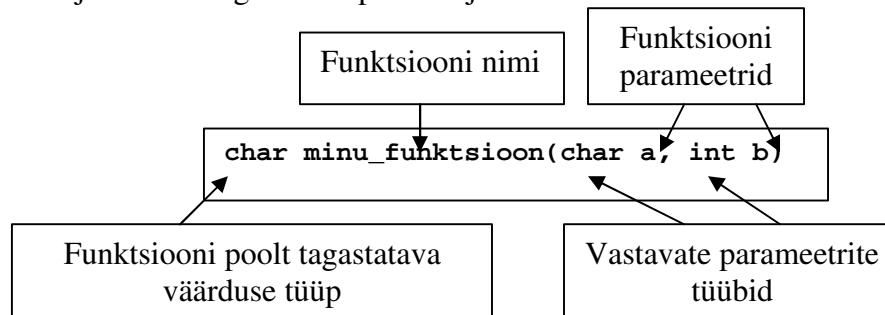 Funktsiooni nimi
Funktsiooni
parameetrid
char minu_funktsioon(char a, int b)
Funktsiooni poolt tagastatava
väärduse tüüp
Vastavate parameetrite
tüübid